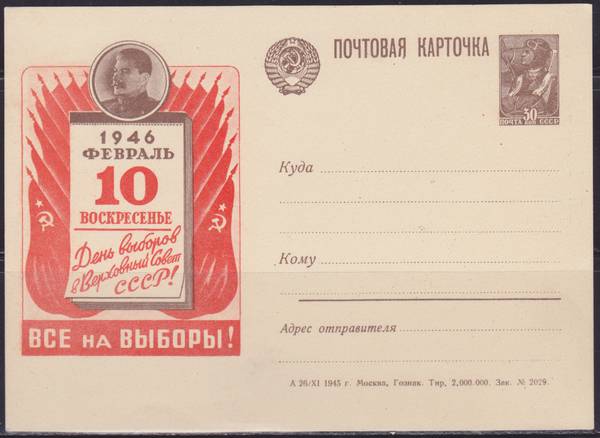 ПОЧТОВАЯ КАРТОЧКА
30
ПОЧТА СССР
1946
ФЕВРАЛЬ
10
ВОСКРЕСЕНЬЕ
День выборов
в Верховный Совет
СССР!
ВСЕ НА ВЫБОРЫ!
Куда
Кому
Адрес отправителя
А 26/XI 1945 г. Москва, Гознак. Тир. 2,000.000. Зак. № 2029.